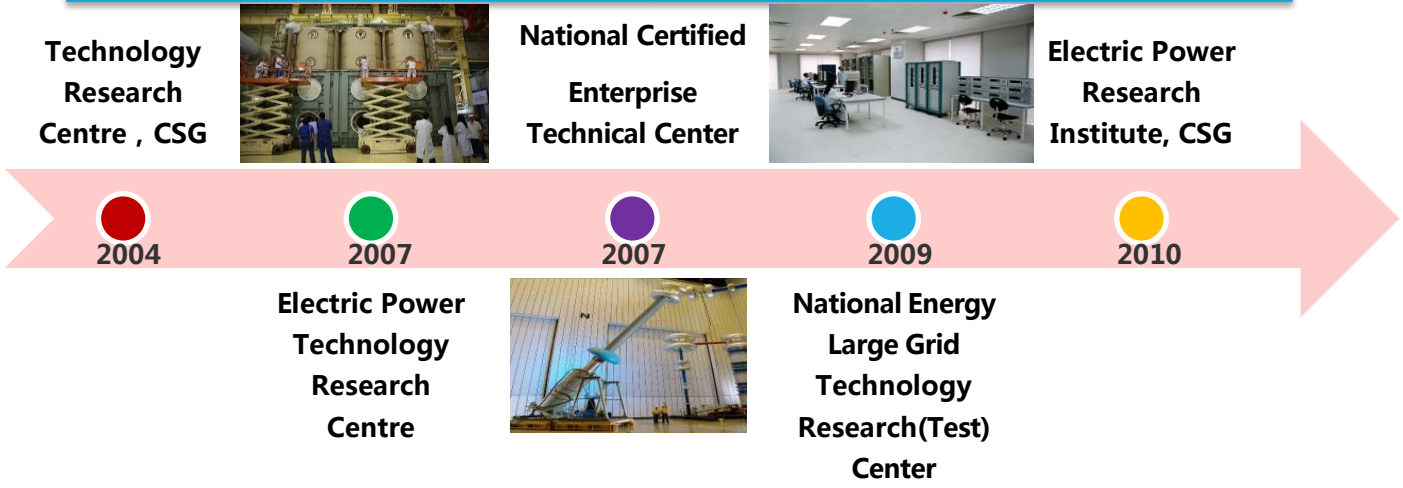 Technology
Research
Centre , CSG
National Certified
Enterprise
Technical Center
Electric Power
Research
Institute, CSG
2004
2007
2007
2009
2010
Electric Power
Technology
Research
Centre
National Energy
Large Grid
Technology
Research(Test)
Center